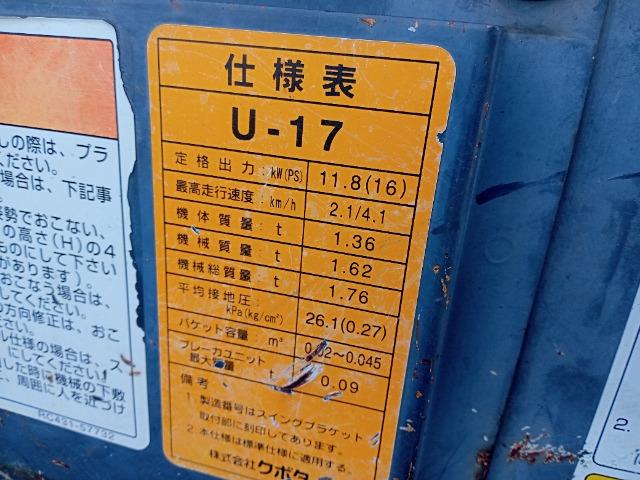 しの際は、ブラ
ください。
場合は、下記事
姿勢でおこない、
の高さ(H)の4
ものにして下さい
があります)。
おこなう場合は、
してください。
の方向修正は、おこ
さい。
ル仕様の場合は、ス
にしてください!
した時に機械の下敷
、周囲に人を近づけ
RC431-57732
仕様表
U-17
定格出力:kW(PS) 11.8(16)
最高走行速度:km/h 2.1/4.1
機体質量: t 1.36
機械質量: t 1.62
機械総質量: t 1.76
平均接地圧:kPa(kg/cm²) 26.1(0.27)
バケット容量: m³ 0.02~0.045
ブレーカユニット
最大質量 t 0.09
備考
1. 製造番号はスイングブラケット
取付部に刻印してあります。
2. 本仕様は標準仕様に適用する。
株式会社クボタ
2.